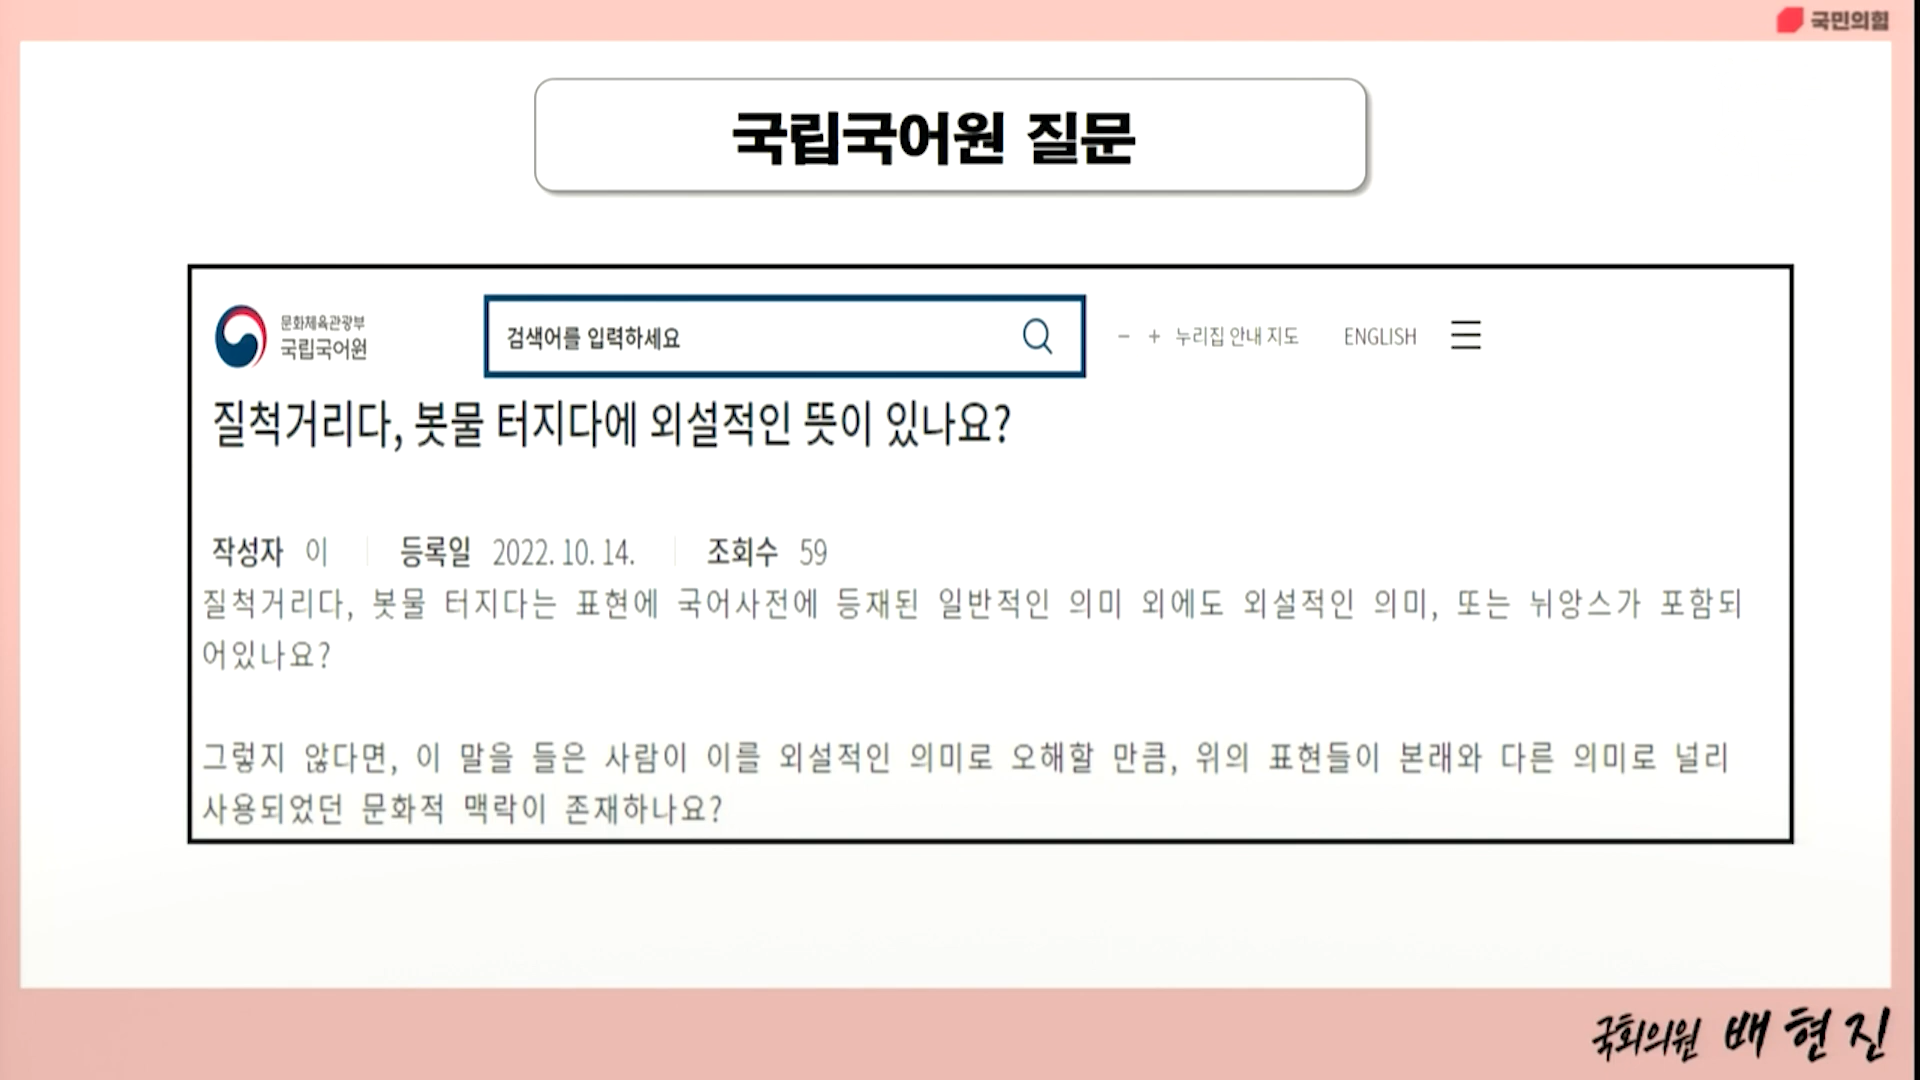 국민의힘
국립국어원 질문
문화체육관광부
국립국어원
검색어를 입력하세요
− + 누리집 안내 지도 ENGLISH
질척거리다, 봇물 터지다에 외설적인 뜻이 있나요?
작성자 이 등록일 2022. 10. 14. 조회수 59
질척거리다, 봇물 터지다는 표현에 국어사전에 등재된 일반적인 의미 외에도 외설적인 의미, 또는 뉘앙스가 포함되
어있나요?
그렇지 않다면, 이 말을 들은 사람이 이를 외설적인 의미로 오해할 만큼, 위의 표현들이 본래와 다른 의미로 널리
사용되었던 문화적 맥락이 존재하나요?
국회의원 배현진